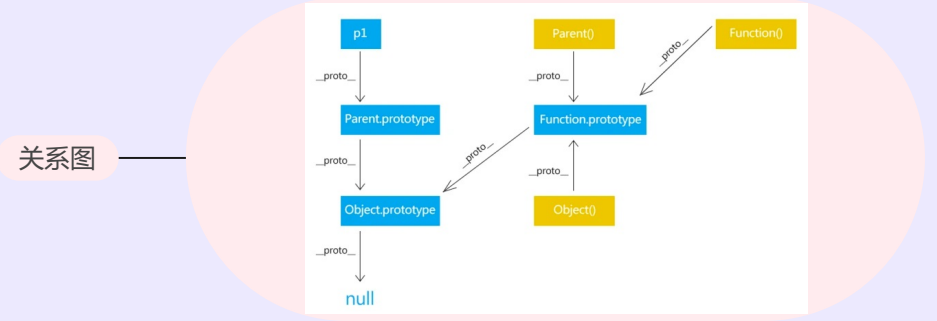 关系图
p1
Parent()
Function()
__proto__
__proto__
__proto__
Parent.prototype
Function.prototype
__proto__
__proto__
__proto__
Object.prototype
Object()
__proto__
null